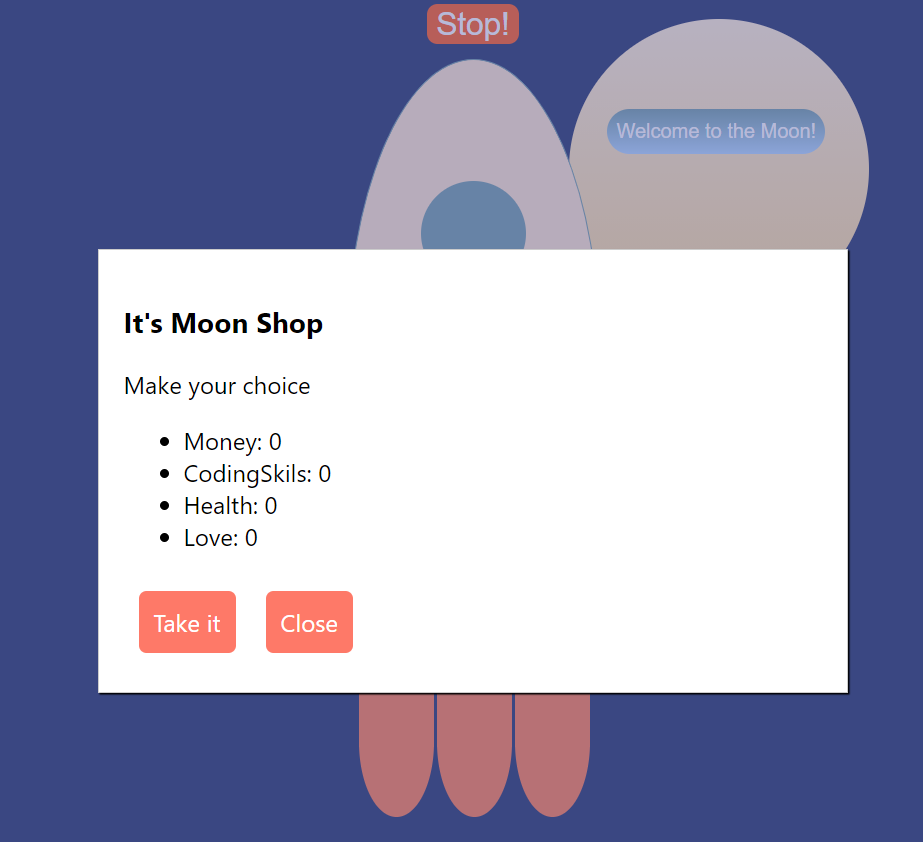 Stop!
Welcome to the Moon!
It's Moon Shop
Make your choice
Money: 0
CodingSkils: 0
Health: 0
Love: 0
Take it
Close